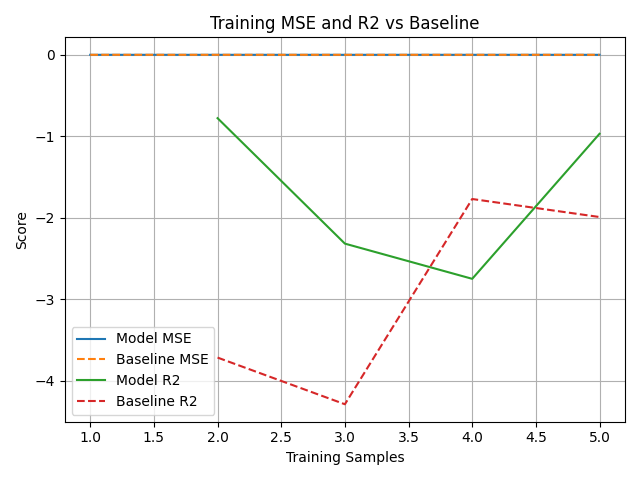 Training MSE and R2 vs Baseline
0
−1
−2
−3
−4
Score
Model MSE
Baseline MSE
Model R2
Baseline R2
1.0 1.5 2.0 2.5 3.0 3.5 4.0 4.5 5.0
Training Samples